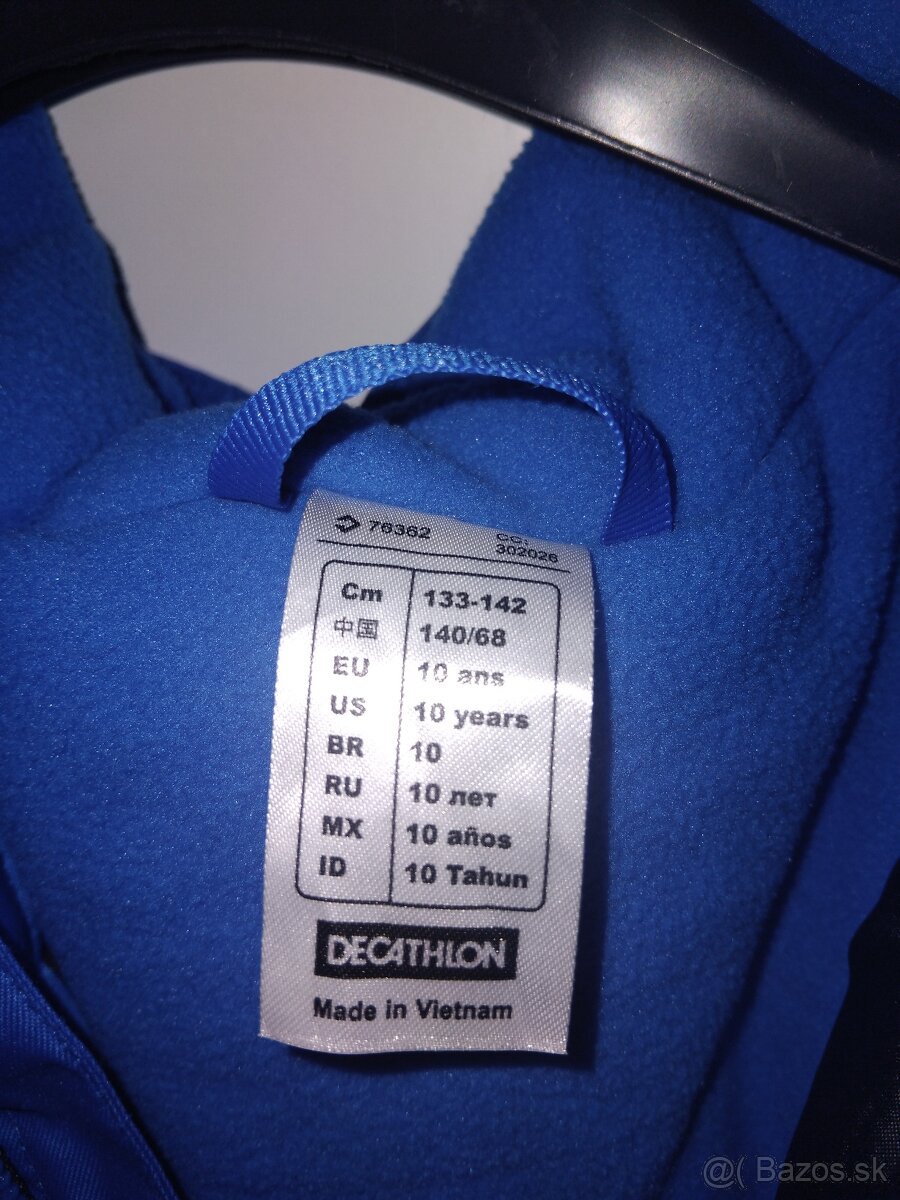 76362 CC:
302026
Cm 133-142
中国 140/68
EU 10 ans
US 10 years
BR 10
RU 10 лет
MX 10 años
ID 10 Tahun
DECATHLON
Made in Vietnam
@( Bazos.sk